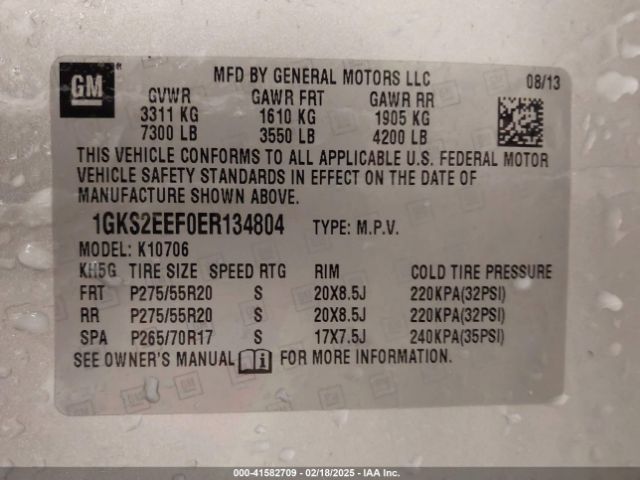 GM
MFD BY GENERAL MOTORS LLC 08/13
GVWR GAWR FRT GAWR RR
3311 KG 1610 KG 1905 KG
7300 LB 3550 LB 4200 LB
THIS VEHICLE CONFORMS TO ALL APPLICABLE U.S. FEDERAL MOTOR
VEHICLE SAFETY STANDARDS IN EFFECT ON THE DATE OF
MANUFACTURE SHOWN ABOVE.
1GKS2EEF0ER134804 TYPE: M.P.V.
MODEL: K10706
KH5G TIRE SIZE SPEED RTG RIM COLD TIRE PRESSURE
FRT P275/55R20 S 20X8.5J 220KPA(32PSI)
RR P275/55R20 S 20X8.5J 220KPA(32PSI)
SPA P265/70R17 S 17X7.5J 240KPA(35PSI)
SEE OWNER'S MANUAL FOR MORE INFORMATION.
000-41582709 - 02/18/2025 - IAA Inc.